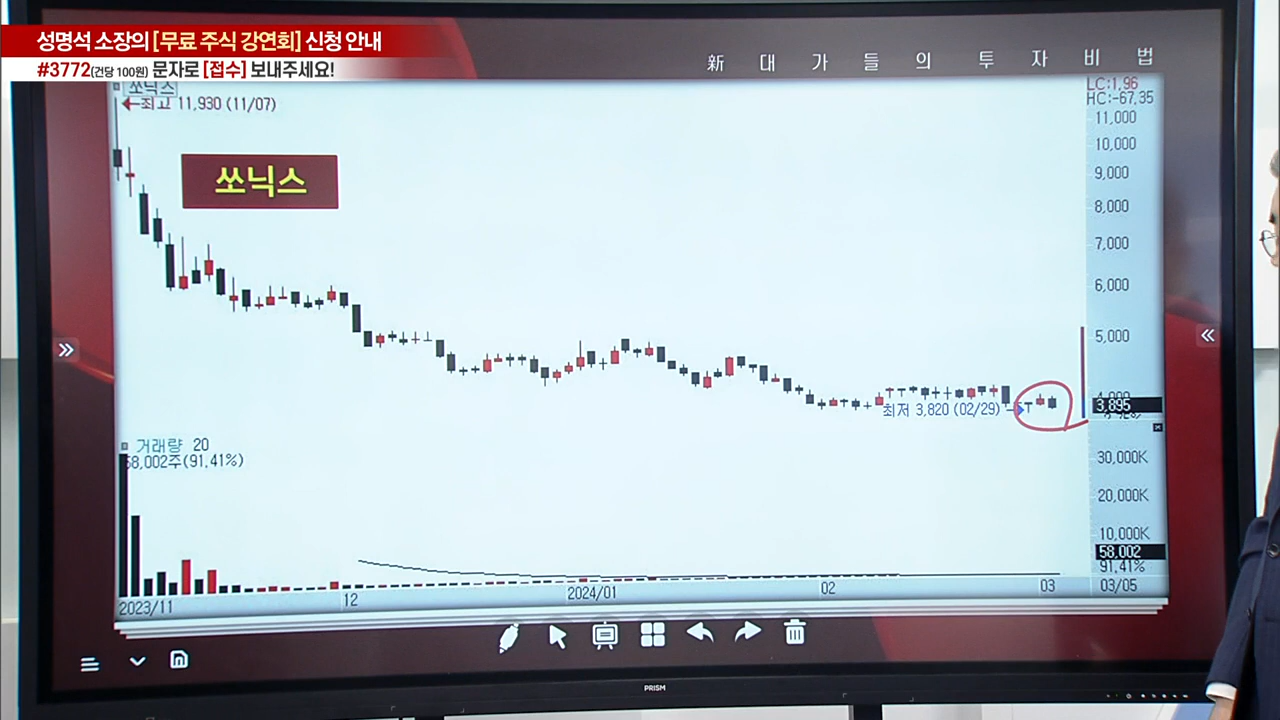 성명석 소장의 [무료 주식 강연회] 신청 안내
#3772(건당 100원) 문자로 [접수] 보내주세요!
新 대 가 들 의 투 자 비 법
쏘닉스
←최고 11,930 (11/07)
쏘닉스
LC:1.96
HC:-67.35
11,000
10,000
9,000
8,000
7,000
6,000
5,000
3,895
최저 3,820 (02/29)
거래량 20
58,002주(91.41%)
30,000K
20,000K
10,000K
58,002
91.41%
2023/11
12
2024/01
02
03
03/05
PRISM